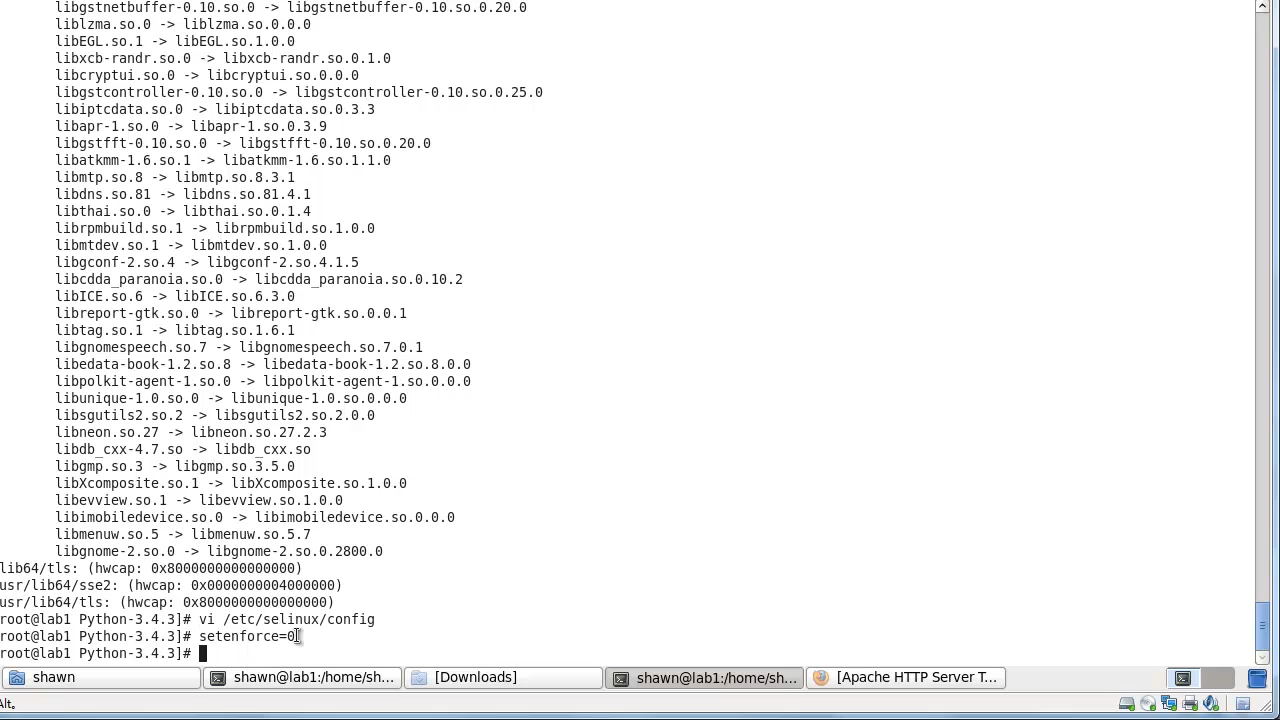 libgstnetbuffer-0.10.so.0 -> libgstnetbuffer-0.10.so.0.20.0
liblzma.so.0 -> liblzma.so.0.0.0
libEGL.so.1 -> libEGL.so.1.0.0
libxcb-randr.so.0 -> libxcb-randr.so.0.1.0
libcryptui.so.0 -> libcryptui.so.0.0.0
libgstcontroller-0.10.so.0 -> libgstcontroller-0.10.so.0.25.0
libiptcdata.so.0 -> libiptcdata.so.0.3.3
libapr-1.so.0 -> libapr-1.so.0.3.9
libgstfft-0.10.so.0 -> libgstfft-0.10.so.0.20.0
libatkmm-1.6.so.1 -> libatkmm-1.6.so.1.1.0
libmtp.so.8 -> libmtp.so.8.3.1
libdns.so.81 -> libdns.so.81.4.1
libthai.so.0 -> libthai.so.0.1.4
librpmbuild.so.1 -> librpmbuild.so.1.0.0
libmtdev.so.1 -> libmtdev.so.1.0.0
libgconf-2.so.4 -> libgconf-2.so.4.1.5
libcdda_paranoia.so.0 -> libcdda_paranoia.so.0.10.2
libICE.so.6 -> libICE.so.6.3.0
libreport-gtk.so.0 -> libreport-gtk.so.0.0.1
libtag.so.1 -> libtag.so.1.6.1
libgnomespeech.so.7 -> libgnomespeech.so.7.0.1
libedata-book-1.2.so.8 -> libedata-book-1.2.so.8.0.0
libpolkit-agent-1.so.0 -> libpolkit-agent-1.so.0.0.0
libunique-1.0.so.0 -> libunique-1.0.so.0.0.0
libsgutils2.so.2 -> libsgutils2.so.2.0.0
libneon.so.27 -> libneon.so.27.2.3
libdb_cxx-4.7.so -> libdb_cxx.so
libgmp.so.3 -> libgmp.so.3.5.0
libXcomposite.so.1 -> libXcomposite.so.1.0.0
libevview.so.1 -> libevview.so.1.0.0
libimobiledevice.so.0 -> libimobiledevice.so.0.0.0
libmenuw.so.5 -> libmenuw.so.5.7
libgnome-2.so.0 -> libgnome-2.so.0.2800.0
lib64/tls: (hwcap: 0x8000000000000000)
usr/lib64/sse2: (hwcap: 0x0000000004000000)
usr/lib64/tls: (hwcap: 0x8000000000000000)
root@lab1 Python-3.4.3]# vi /etc/selinux/config
root@lab1 Python-3.4.3]# setenforce=0
root@lab1 Python-3.4.3]#
shawn shawn@lab1:/home/sh... [Downloads] shawn@lab1:/home/sh... [Apache HTTP Server T...
Alt.